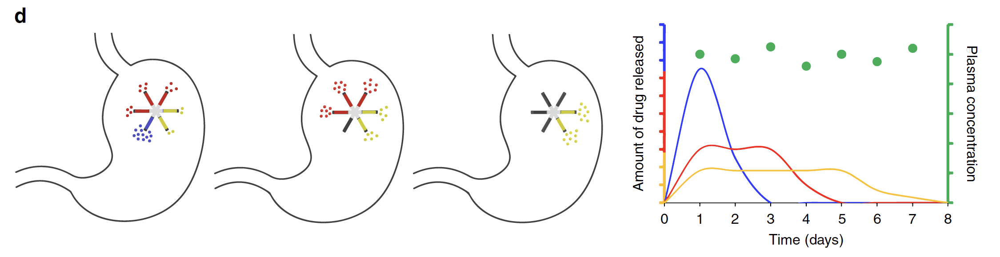 d
Amount of drug released
Plasma concentration
0 1 2 3 4 5 6 7 8
Time (days)